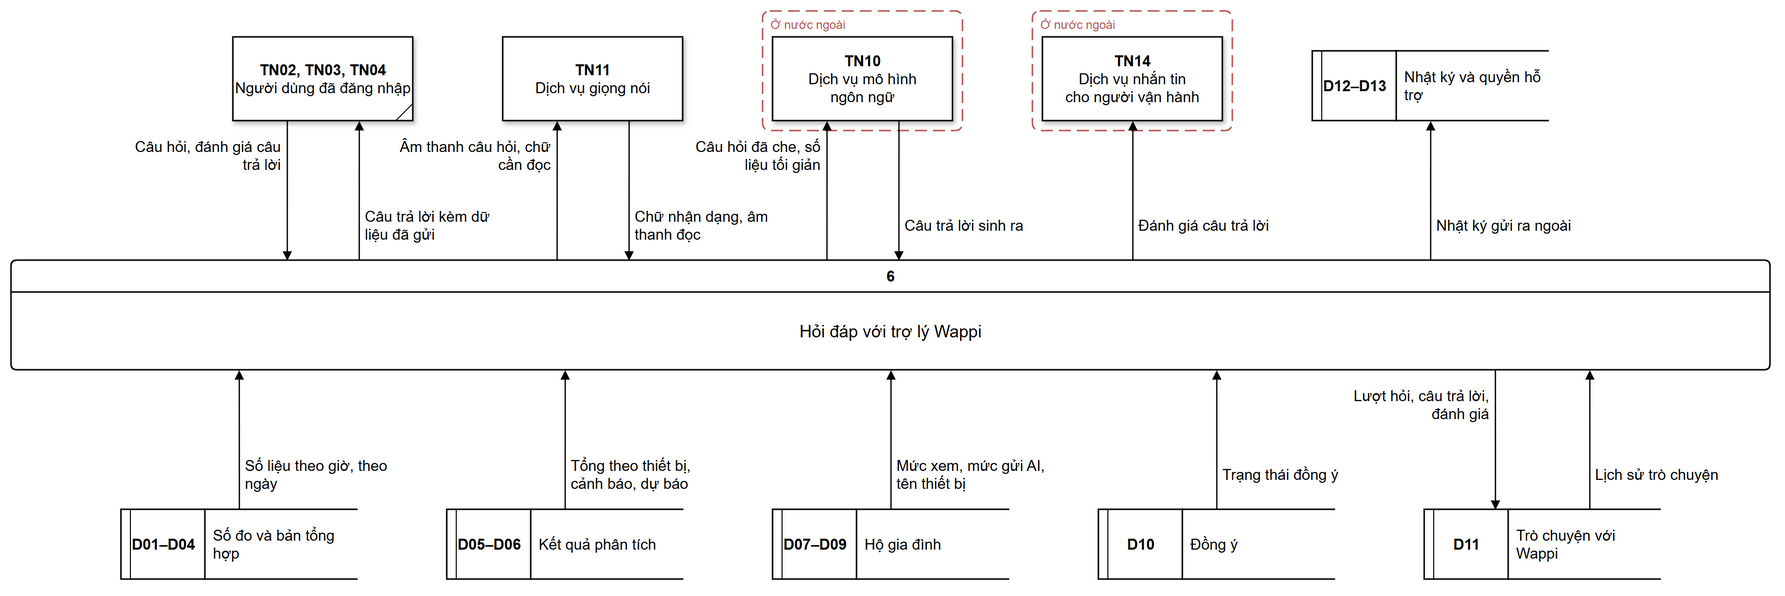 Ở nước ngoài
Ở nước ngoài
TN02, TN03, TN04
Người dùng đã đăng nhập
TN11
Dịch vụ giọng nói
TN10
Dịch vụ mô hình
ngôn ngữ
TN14
Dịch vụ nhắn tin
cho người vận hành
D12–D13
Nhật ký và quyền hỗ
trợ
Câu hỏi, đánh giá câu
trả lời
Câu trả lời kèm dữ
liệu đã gửi
Âm thanh câu hỏi, chữ
cần đọc
Chữ nhận dạng, âm
thanh đọc
Câu hỏi đã che, số
liệu tối giản
Câu trả lời sinh ra
Đánh giá câu trả lời
Nhật ký gửi ra ngoài
6
Hỏi đáp với trợ lý Wappi
Số liệu theo giờ, theo
ngày
Tổng theo thiết bị,
cảnh báo, dự báo
Mức xem, mức gửi AI,
tên thiết bị
Trạng thái đồng ý
Lượt hỏi, câu trả lời,
đánh giá
Lịch sử trò chuyện
D01–D04
Số đo và bản tổng
hợp
D05–D06
Kết quả phân tích
D07–D09
Hộ gia đình
D10
Đồng ý
D11
Trò chuyện với
Wappi